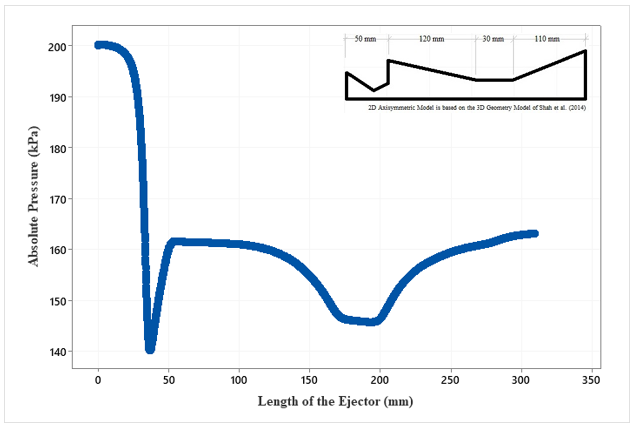 50 mm 120 mm 30 mm 110 mm
2D Axisymmetric Model is based on the 3D Geometry Model of Shah et al. (2014)
Absolute Pressure (kPa)
200
190
180
170
160
150
140
0 50 100 150 200 250 300 350
Length of the Ejector (mm)